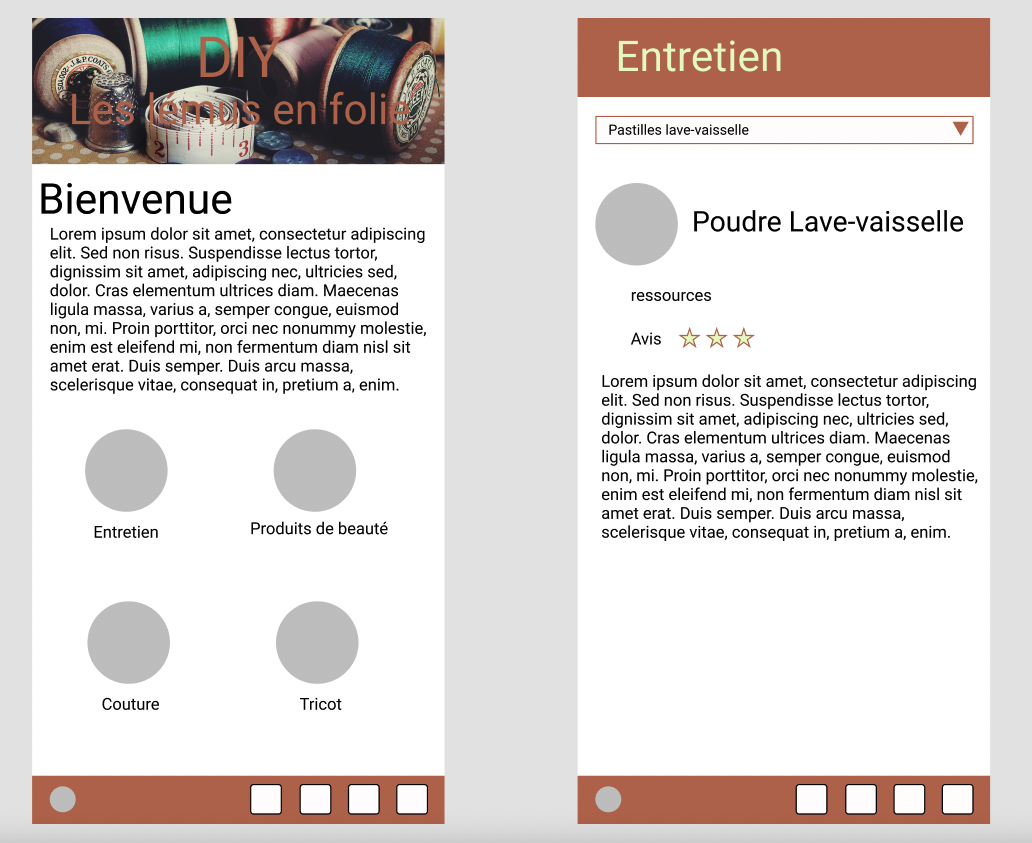 DIY
Les lémus en folie
J.&P.COATS
2 3
Bienvenue
Lorem ipsum dolor sit amet, consectetur adipiscing
elit. Sed non risus. Suspendisse lectus tortor,
dignissim sit amet, adipiscing nec, ultricies sed,
dolor. Cras elementum ultrices diam. Maecenas
ligula massa, varius a, semper congue, euismod
non, mi. Proin porttitor, orci nec nonummy molestie,
enim est eleifend mi, non fermentum diam nisl sit
amet erat. Duis semper. Duis arcu massa,
scelerisque vitae, consequat in, pretium a, enim.
Entretien
Produits de beauté
Couture
Tricot
Entretien
Pastilles lave-vaisselle
Poudre Lave-vaisselle
ressources
Avis
Lorem ipsum dolor sit amet, consectetur adipiscing
elit. Sed non risus. Suspendisse lectus tortor,
dignissim sit amet, adipiscing nec, ultricies sed,
dolor. Cras elementum ultrices diam. Maecenas
ligula massa, varius a, semper congue, euismod
non, mi. Proin porttitor, orci nec nonummy molestie,
enim est eleifend mi, non fermentum diam nisl sit
amet erat. Duis semper. Duis arcu massa,
scelerisque vitae, consequat in, pretium a, enim.